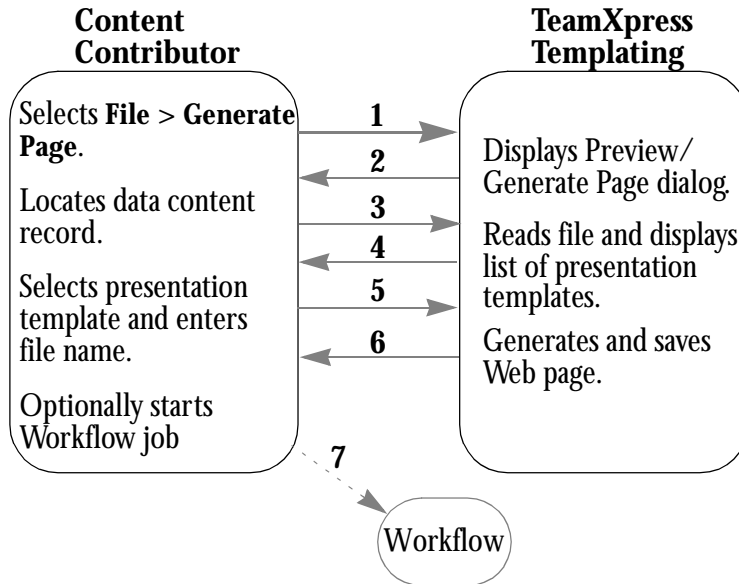 Content
Contributor
TeamXpress
Templating
Selects File > Generate
Page.
Locates data content
record.
Selects presentation
template and enters
file name.
Optionally starts
Workflow job
1
2
3
4
5
6
7
Displays Preview/
Generate Page dialog.
Reads file and displays
list of presentation
templates.
Generates and saves
Web page.
Workflow